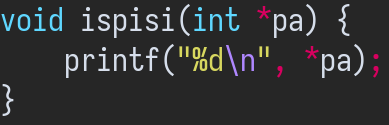 void ispisi(int *pa) {
    printf("%d\n", *pa);
}